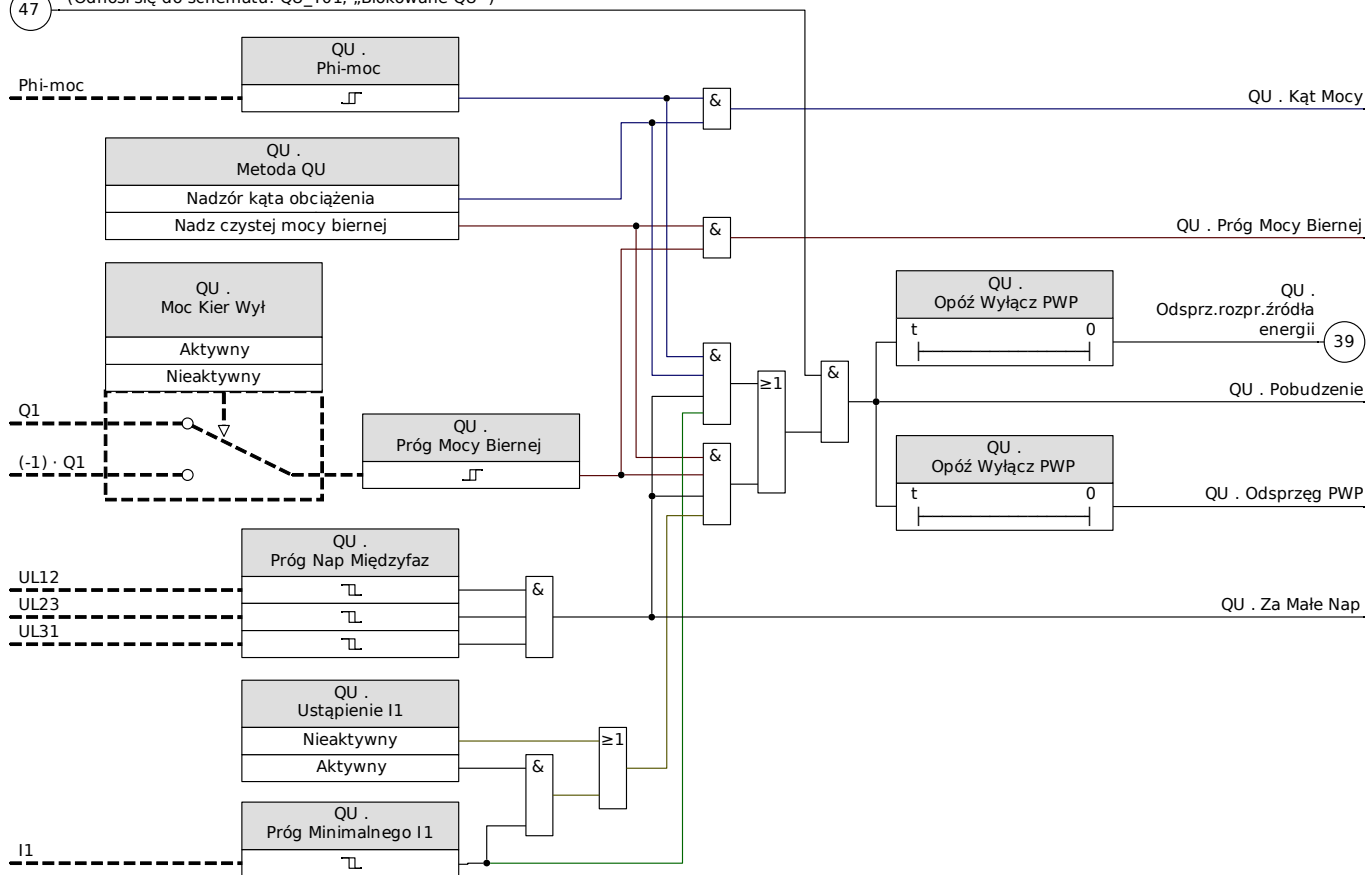 47
(Odnosi się do schematu: QU_Y01, „Blokowane QU")
QU .
Phi-moc
Phi-moc
&
QU . Kąt Mocy
QU .
Metoda QU
Nadzór kąta obciążenia
Nadz czystej mocy biernej
&
QU . Próg Mocy Biernej
QU .
Moc Kier Wył
Aktywny
Nieaktywny
Q1
(-1) · Q1
QU .
Próg Mocy Biernej
&
≥1
&
&
QU .
Opóź Wyłącz PWP
t 0
QU .
Odsprz.rozpr.źródła
energii
39
QU . Pobudzenie
QU .
Opóź Wyłącz PWP
t 0
QU . Odsprzęg PWP
QU .
Próg Nap Międzyfaz
UL12
UL23
UL31
&
QU . Za Małe Nap
QU .
Ustąpienie I1
Nieaktywny
Aktywny
≥1
&
QU .
Próg Minimalnego I1
I1